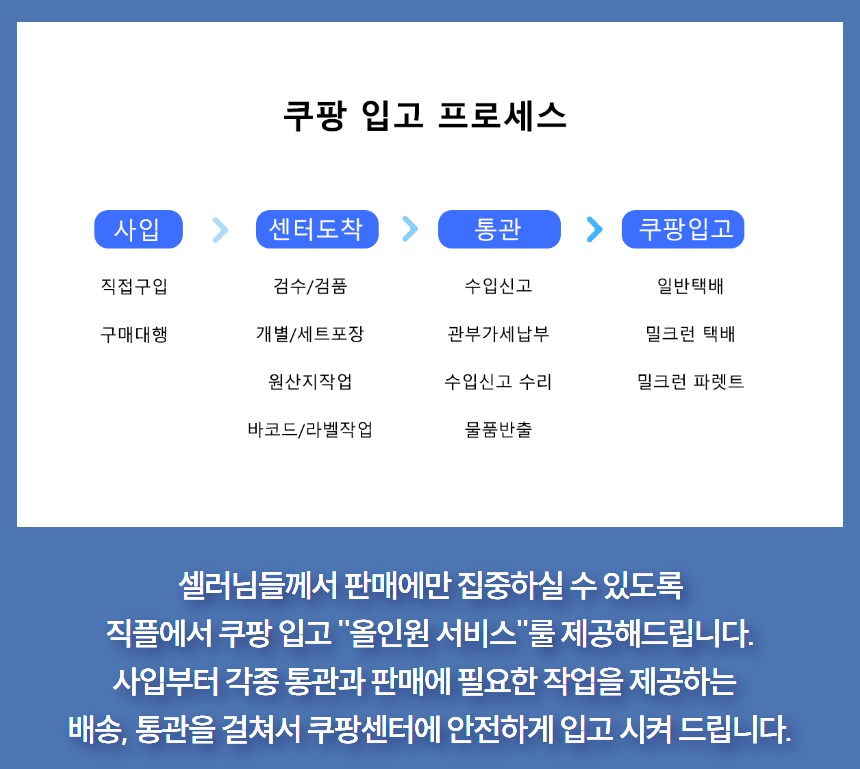 쿠팡 입고 프로세스
사입 > 센터도착 > 통관 > 쿠팡입고
직접구입 검수/검품 수입신고 일반택배
구매대행 개별/세트포장 관부가세납부 밀크런 택배
원산지작업 수입신고 수리 밀크런 파렛트
바코드/라벨작업 물품반출
셀러님들께서 판매에만 집중하실 수 있도록
직플에서 쿠팡 입고 "올인원 서비스"룰 제공해드립니다.
사입부터 각종 통관과 판매에 필요한 작업을 제공하는
배송, 통관을 걸쳐서 쿠팡센터에 안전하게 입고 시켜 드립니다.